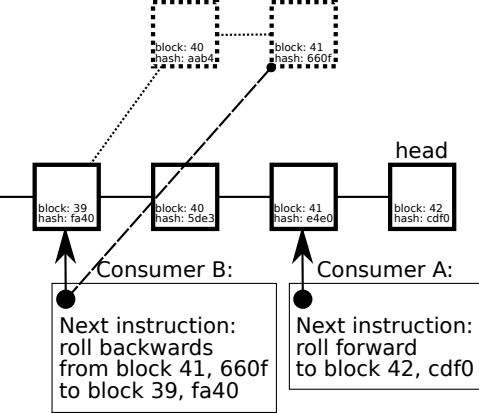 block: 40
hash: aab4
block: 41
hash: 660f
head
block: 39
hash: fa40
block: 40
hash: 5de3
block: 41
hash: e4e0
block: 42
hash: cdf0
Consumer B:
Next instruction:
roll backwards
from block 41, 660f
to block 39, fa40
Consumer A:
Next instruction:
roll forward
to block 42, cdf0